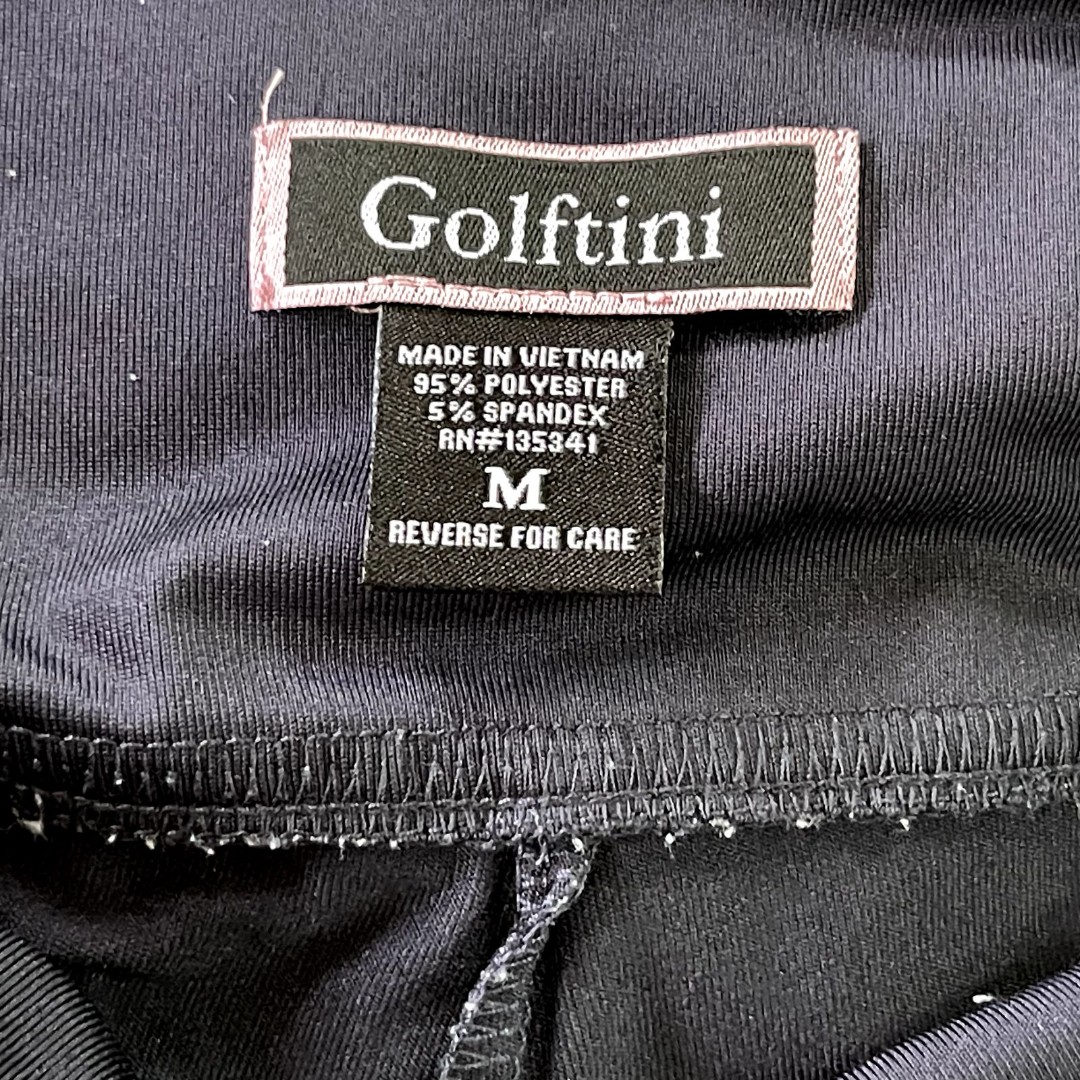 Golftini
MADE IN VIETNAM
95% POLYESTER
5% SPANDEX
RN#135341
M
REVERSE FOR CARE